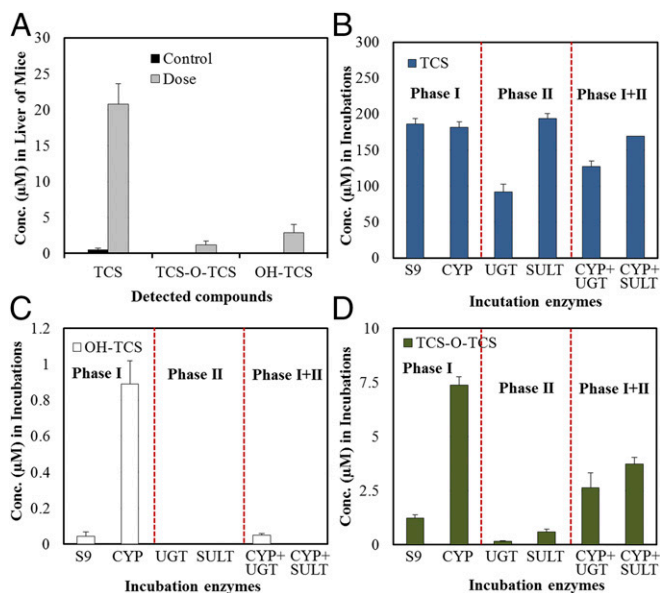 A
Conc. (µM) in Liver of Mice
30
25
20
15
10
5
0
Control
Dose
TCS
TCS-O-TCS
OH-TCS
Detected compounds
B
Conc. (µM) in Incubations
300
250
200
150
100
50
0
TCS
Phase I
Phase II
Phase I+II
S9
CYP
UGT
SULT
CYP+
UGT
CYP+
SULT
Incutation enzymes
C
Conc. (µM) in Incubations
1.2
1
0.8
0.6
0.4
0.2
0
OH-TCS
Phase I
Phase II
Phase I+II
S9
CYP
UGT
SULT
CYP+
UGT
CYP+
SULT
Incubation enzymes
D
Conc. (µM) in Incubations
10
7.5
5
2.5
0
TCS-O-TCS
Phase I
Phase II
Phase I+II
S9
CYP
UGT
SULT
CYP+
UGT
CYP+
SULT
Incubation enzymes